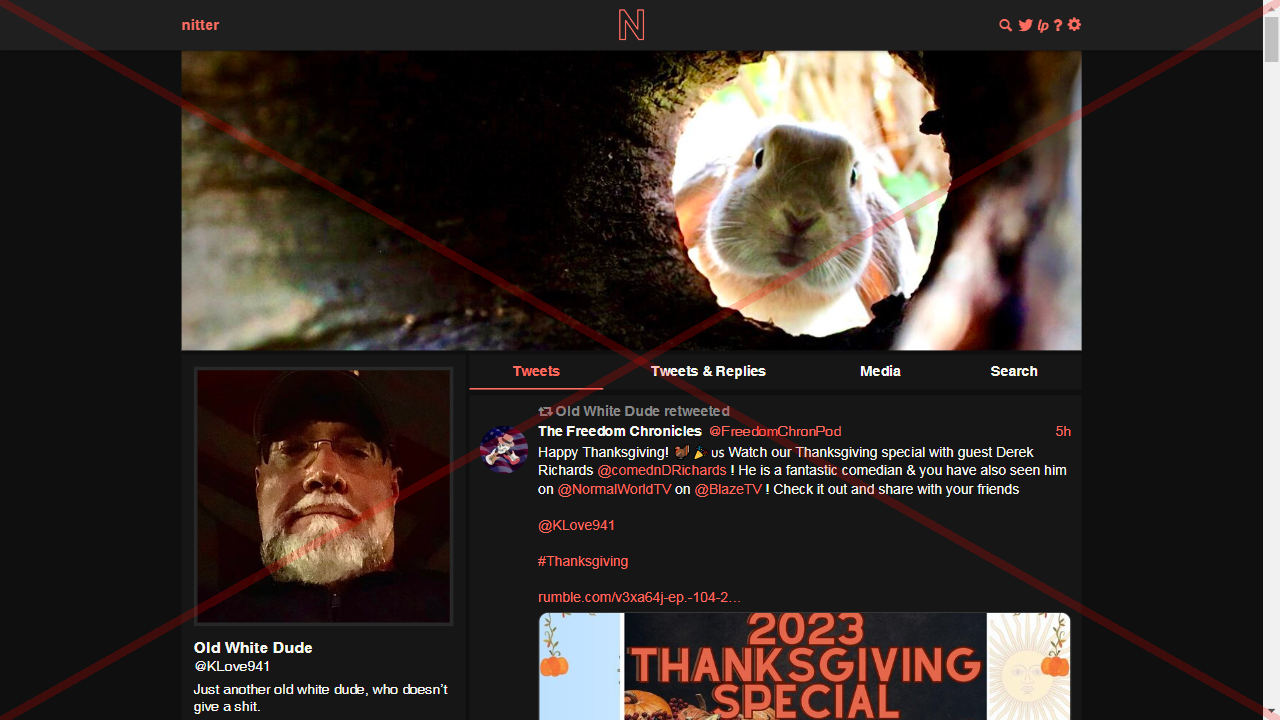 nitter
N
lp ?
Tweets
Tweets & Replies
Media
Search
Old White Dude retweeted
The Freedom Chronicles @FreedomChronPod 5h
Happy Thanksgiving! 🦃🎉 us Watch our Thanksgiving special with guest Derek
Richards @comednDRichards ! He is a fantastic comedian & you have also seen him
on @NormalWorldTV on @BlazeTV ! Check it out and share with your friends
@KLove941
#Thanksgiving
rumble.com/v3xa64j-ep.-104-2…
2023
THANKSGIVING
SPECIAL
Old White Dude
@KLove941
Just another old white dude, who doesn't
give a shit.